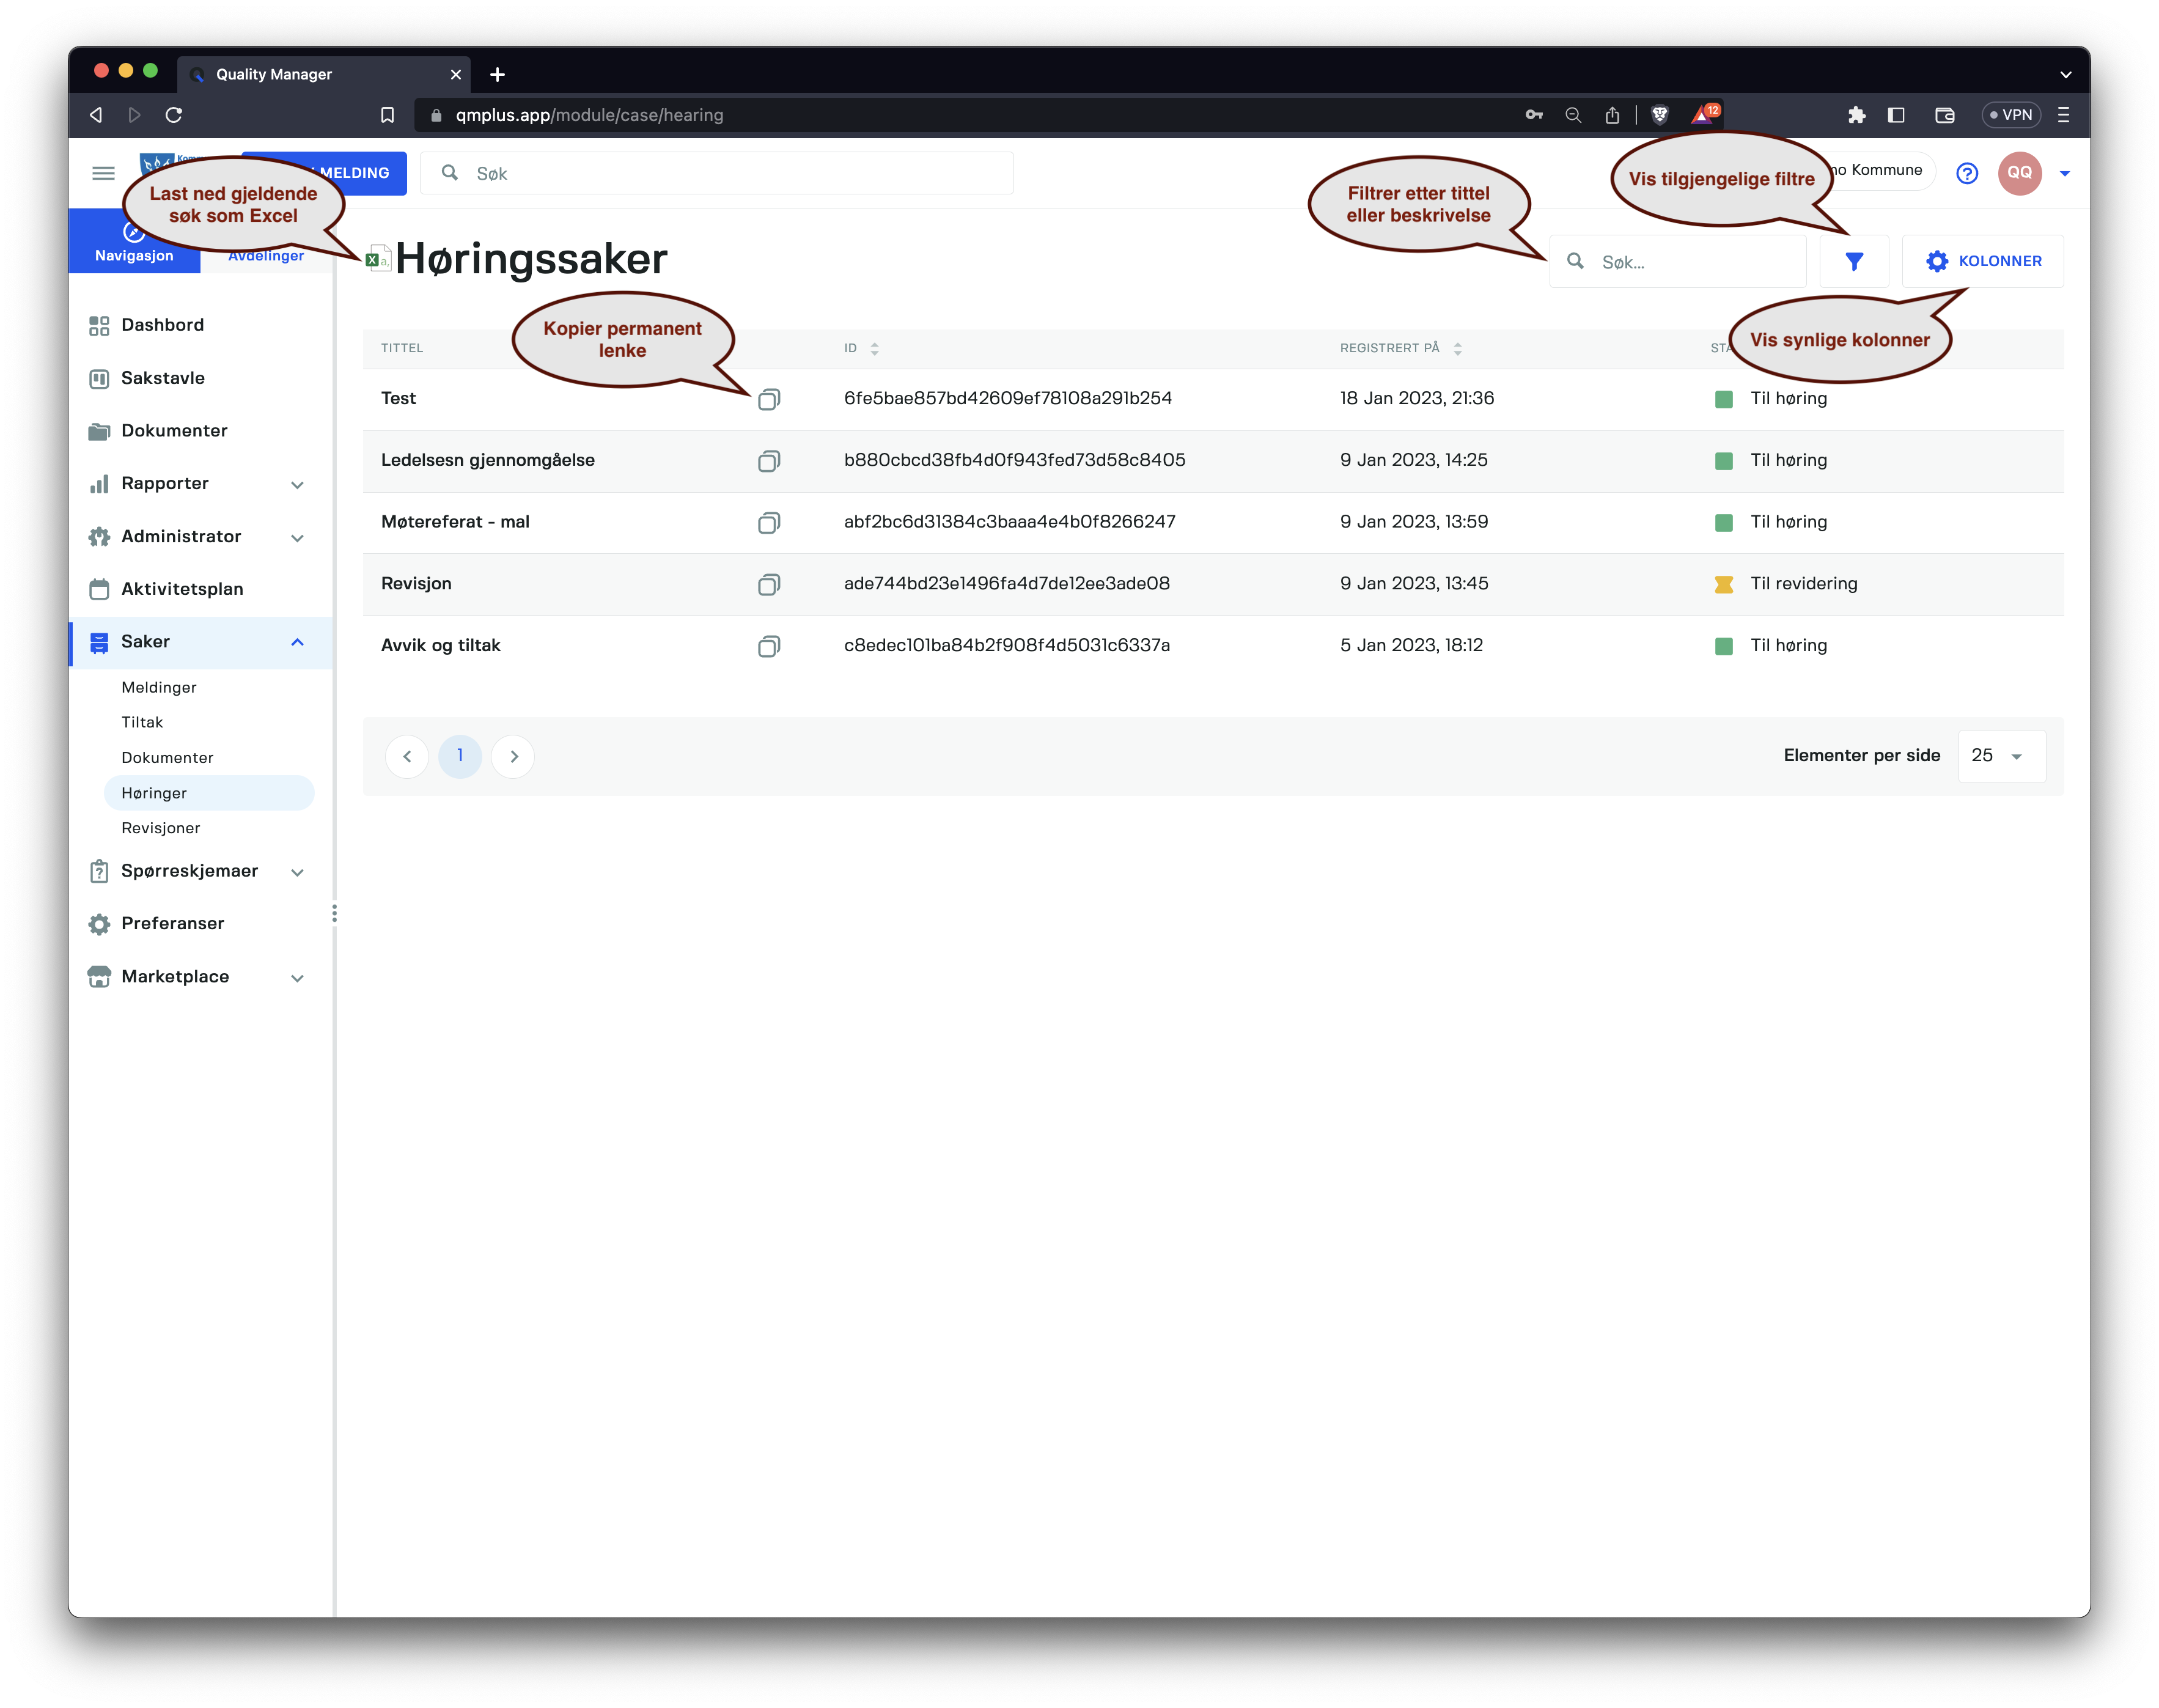 Quality Manager
qmplus.app/module/case/hearing
12
VPN
MELDING
Søk
Kommune
QQ
Last ned gjeldende
søk som Excel
Filtrer etter tittel
eller beskrivelse
Vis tilgjengelige filtre
Navigasjon
Avdelinger
Høringssaker
Søk...
KOLONNER
Kopier permanent
lenke
Vis synlige kolonner
TITTEL
ID
REGISTRERT PÅ
Test
6fe5bae857bd42609ef78108a291b254
18 Jan 2023, 21:36
Til høring
Ledelsesn gjennomgåelse
b880cbcd38fb4d0f943fed73d58c8405
9 Jan 2023, 14:25
Til høring
Møtereferat - mal
abf2bc6d31384c3baaa4e4b0f8266247
9 Jan 2023, 13:59
Til høring
Revisjon
ade744bd23e1496fa4d7de12ee3ade08
9 Jan 2023, 13:45
Til revidering
Avvik og tiltak
c8edec101ba84b2f908f4d5031c6337a
5 Jan 2023, 18:12
Til høring
1
Elementer per side
25
Dashbord
Sakstavle
Dokumenter
Rapporter
Administrator
Aktivitetsplan
Saker
Meldinger
Tiltak
Dokumenter
Høringer
Revisjoner
Spørreskjemaer
Preferanser
Marketplace